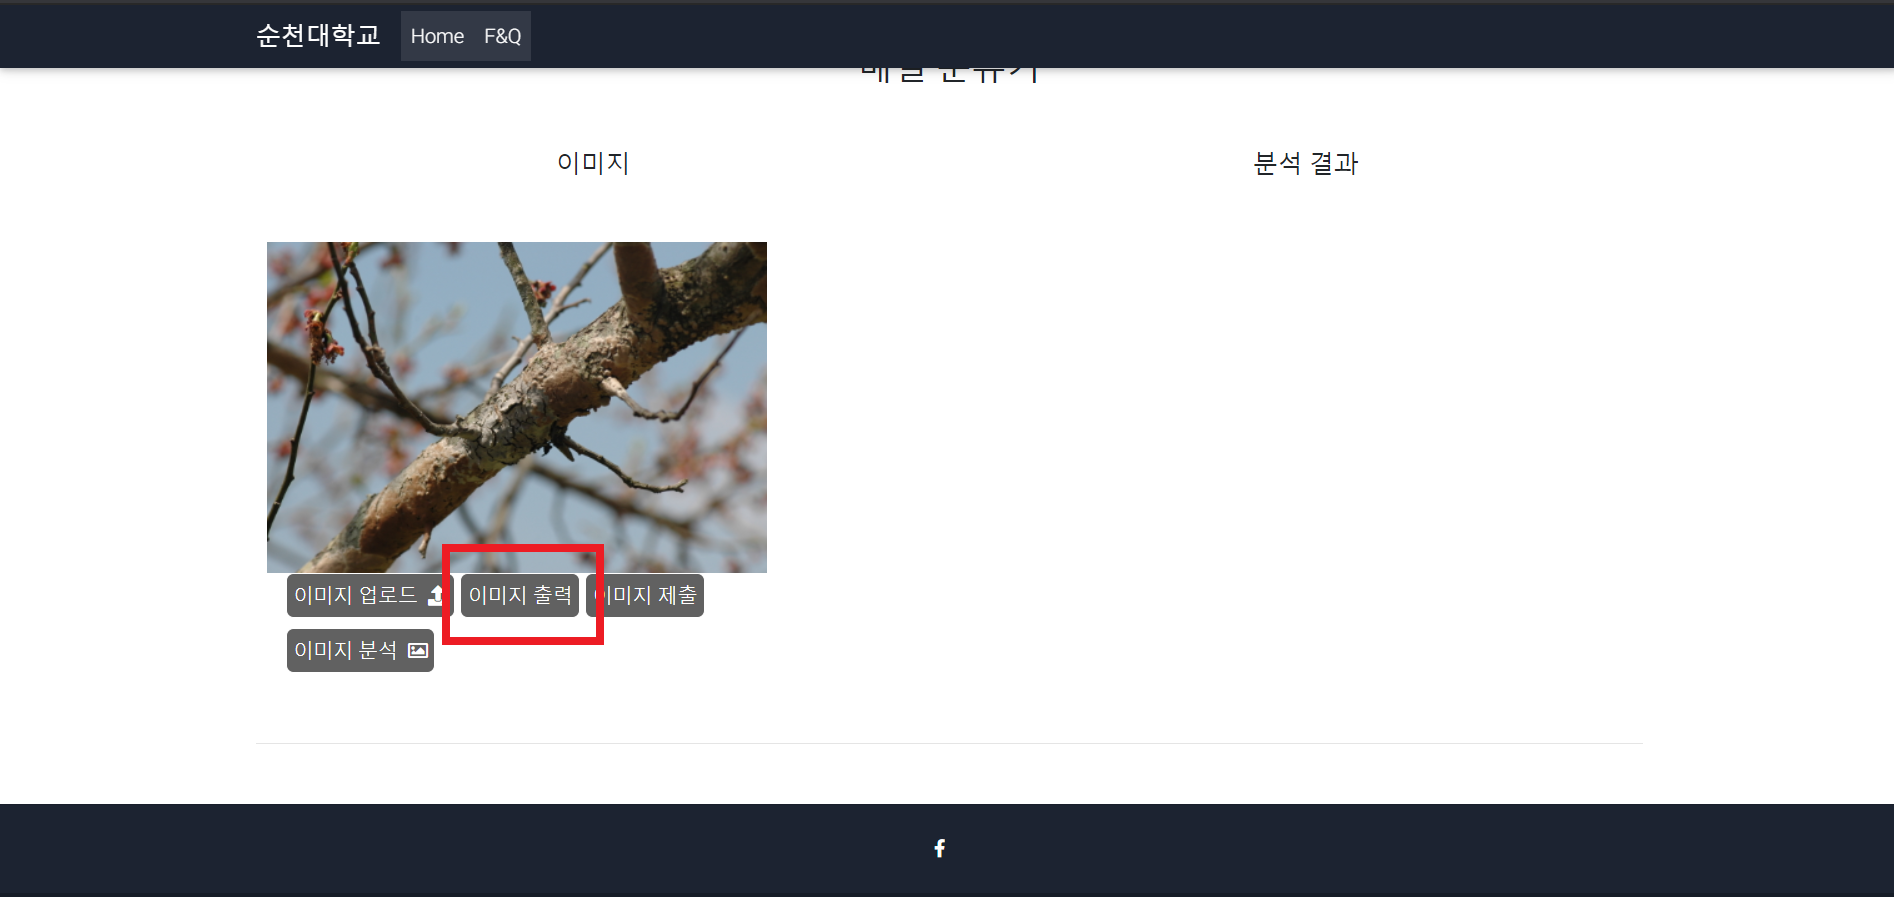 순천대학교 Home F&Q
이미지
분석 결과
이미지 업로드
이미지 출력
이미지 제출
이미지 분석